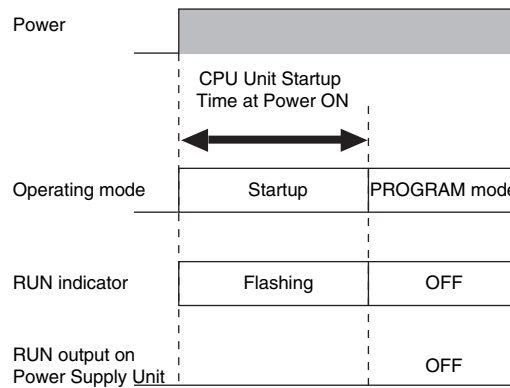 Power
CPU Unit Startup
Time at Power ON
Operating mode
Startup
PROGRAM mode
RUN indicator
Flashing
OFF
RUN output on
Power Supply Unit
OFF